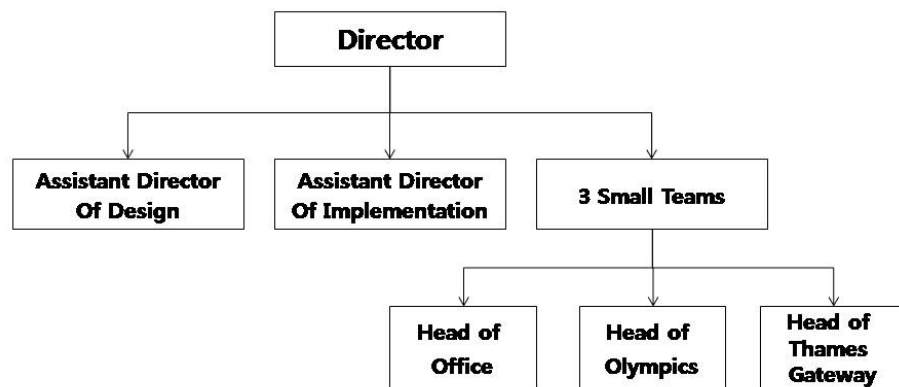 Director
Assistant Director
Of Design
Assistant Director
Of Implementation
3 Small Teams
Head of
Office
Head of
Olympics
Head of
Thames
Gateway